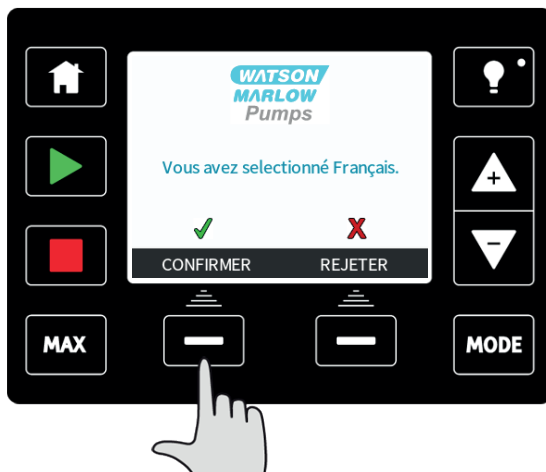 WATSON
MARLOW
Pumps
Vous avez selectionné Français.
CONFIRMER REJETER
MAX
MODE